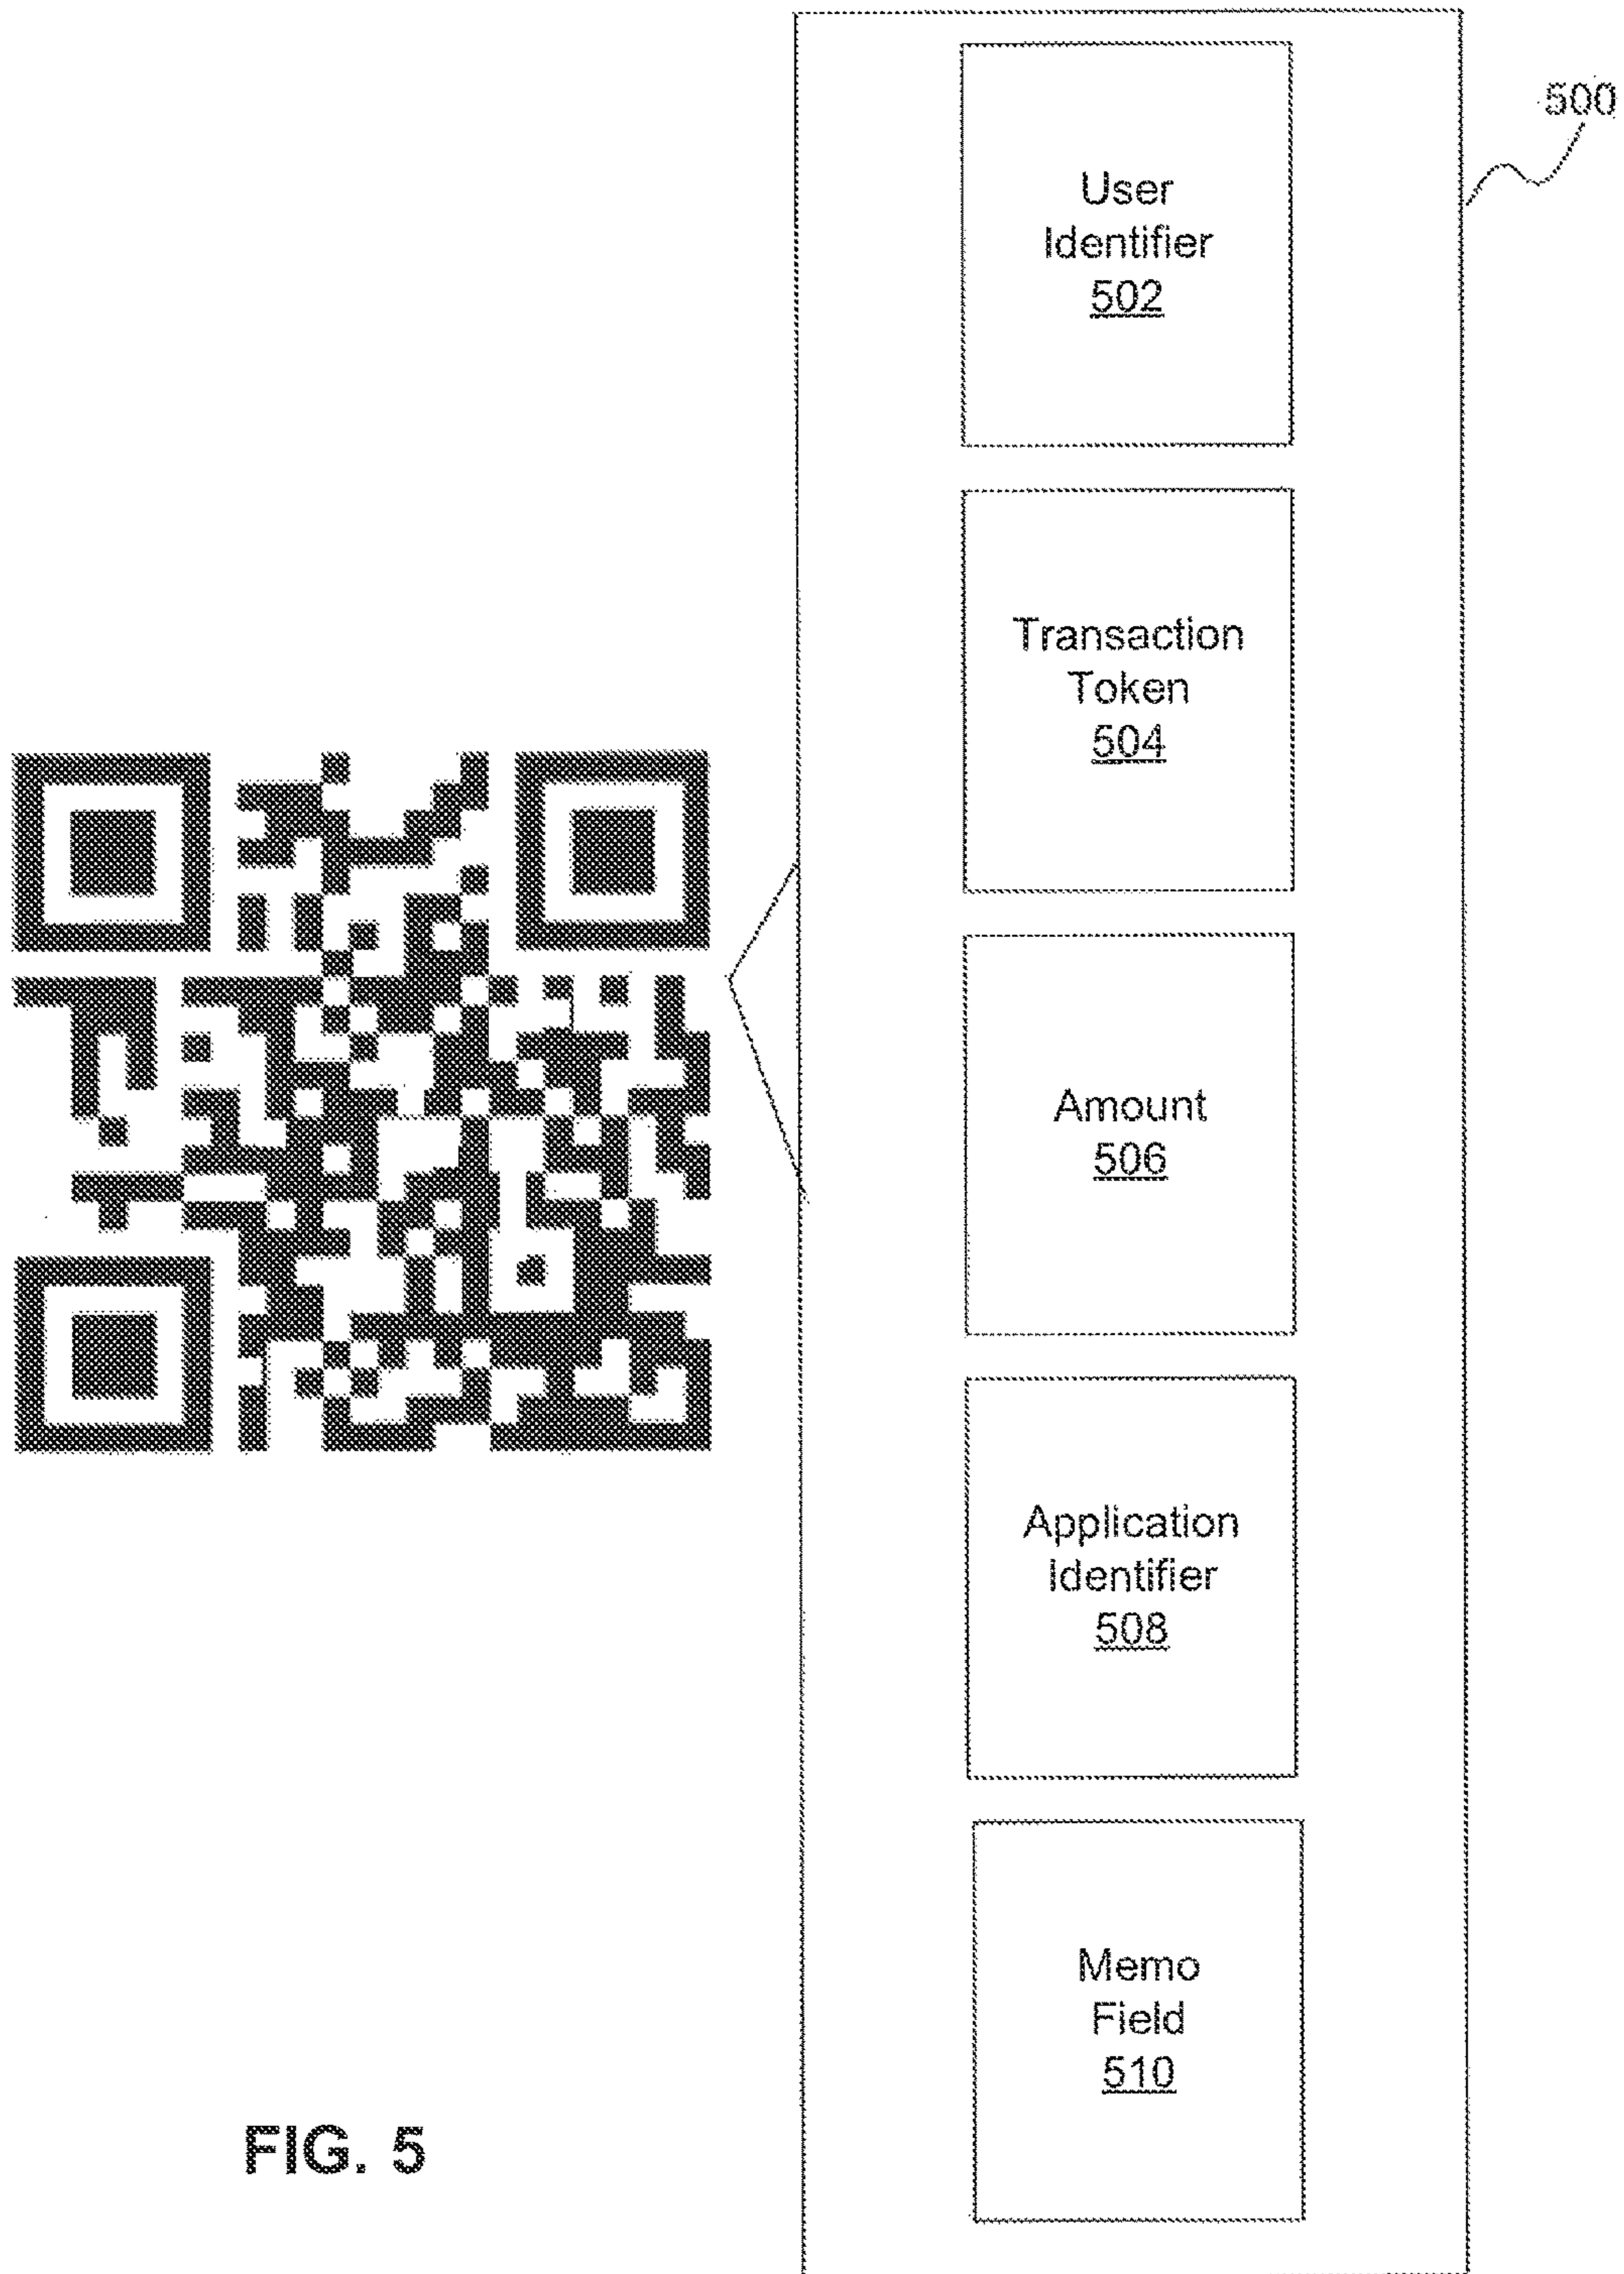 500
User
Identifier
502
Transaction
Token
504
Amount
506
Application
Identifier
508
Memo
Field
510
FIG. 5